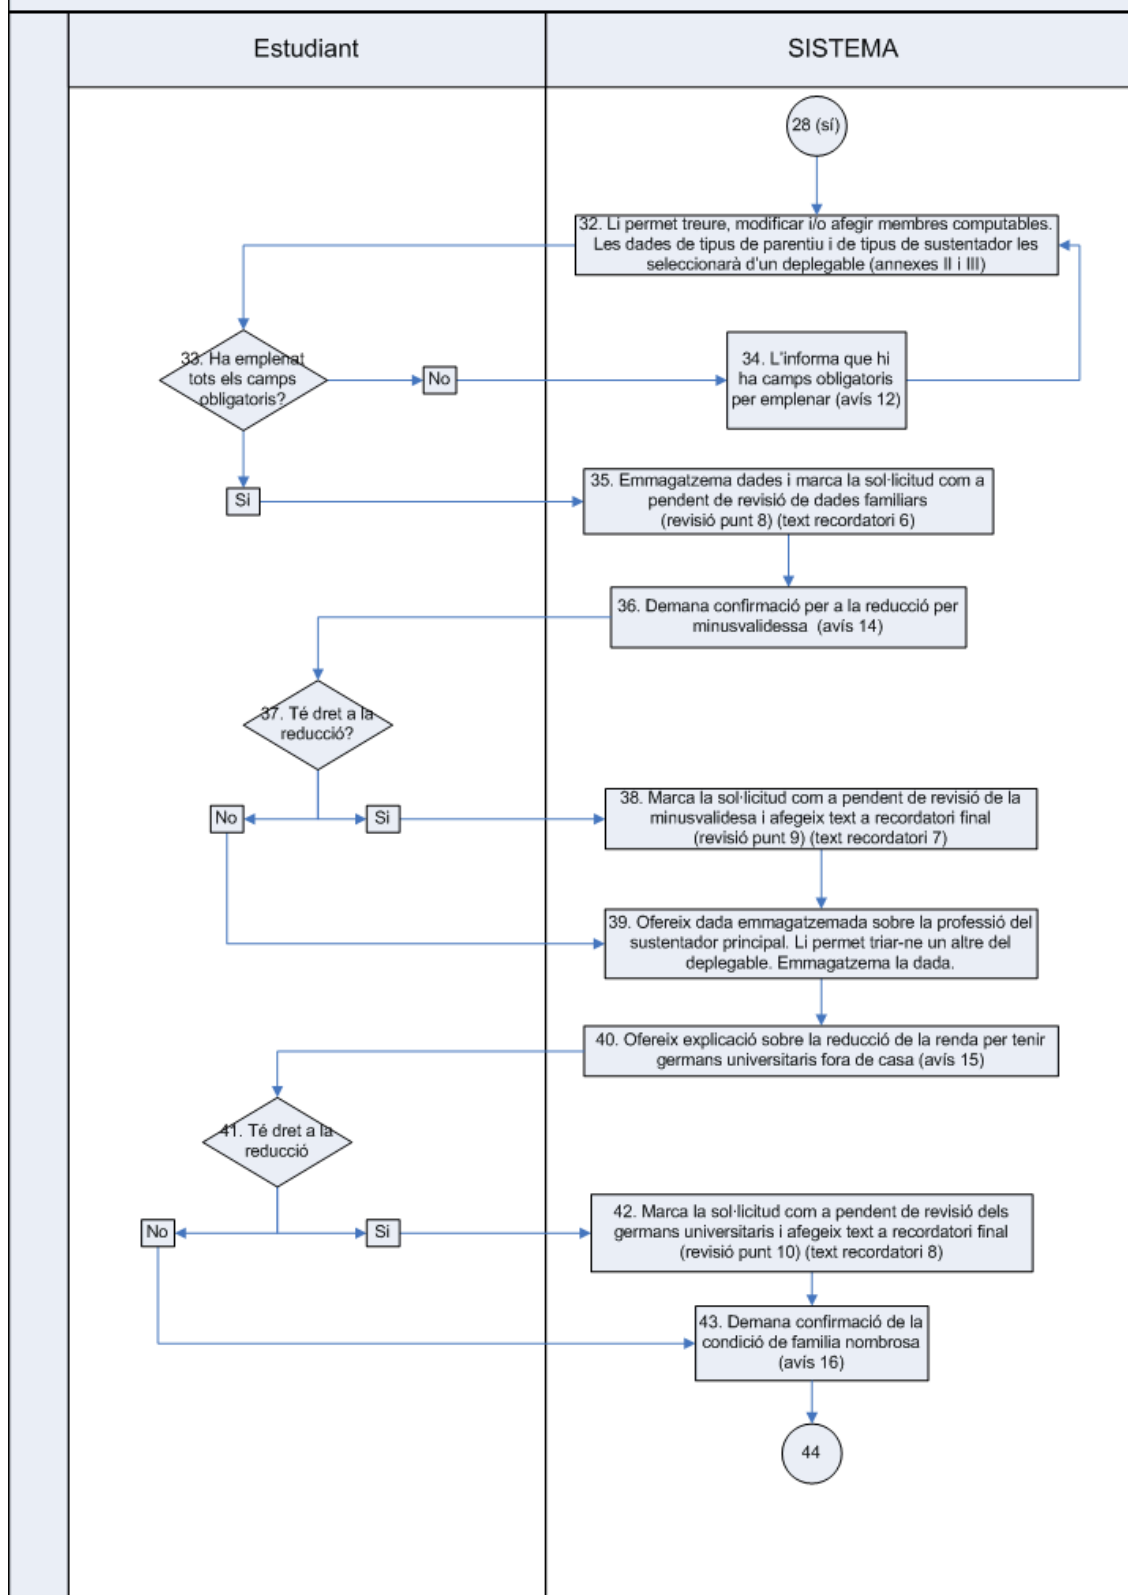 Estudiant
SISTEMA
28 (sí)
32. Li permet treure, modificar i/o afegir membres computables.
Les dades de tipus de parentiu i de tipus de sustentador les
seleccionarà d'un deplegable (annexes II i III)
33. Ha emplenat
tots els camps
obligatoris?
No
34. L'informa que hi
ha camps obligatoris
per emplenar (avís 12)
Si
35. Emmagatzema dades i marca la sol·licitud com a
pendent de revisió de dades familiars
(revisió punt 8) (text recordatori 6)
36. Demana confirmació per a la reducció per
minusvalidessa (avís 14)
37. Té dret a la
reducció?
No
Si
38. Marca la sol·licitud com a pendent de revisió de la
minusvalidesa i afegeix text a recordatori final
(revisió punt 9) (text recordatori 7)
39. Ofereix dada emmagatzemada sobre la professió del
sustentador principal. Li permet triar-ne un altre del
deplegable. Emmagatzema la dada.
40. Ofereix explicació sobre la reducció de la renda per tenir
germans universitaris fora de casa (avís 15)
41. Té dret a la
reducció
No
Si
42. Marca la sol·licitud com a pendent de revisió dels
germans universitaris i afegeix text a recordatori final
(revisió punt 10) (text recordatori 8)
43. Demana confirmació de la
condició de familia nombrosa
(avís 16)
44